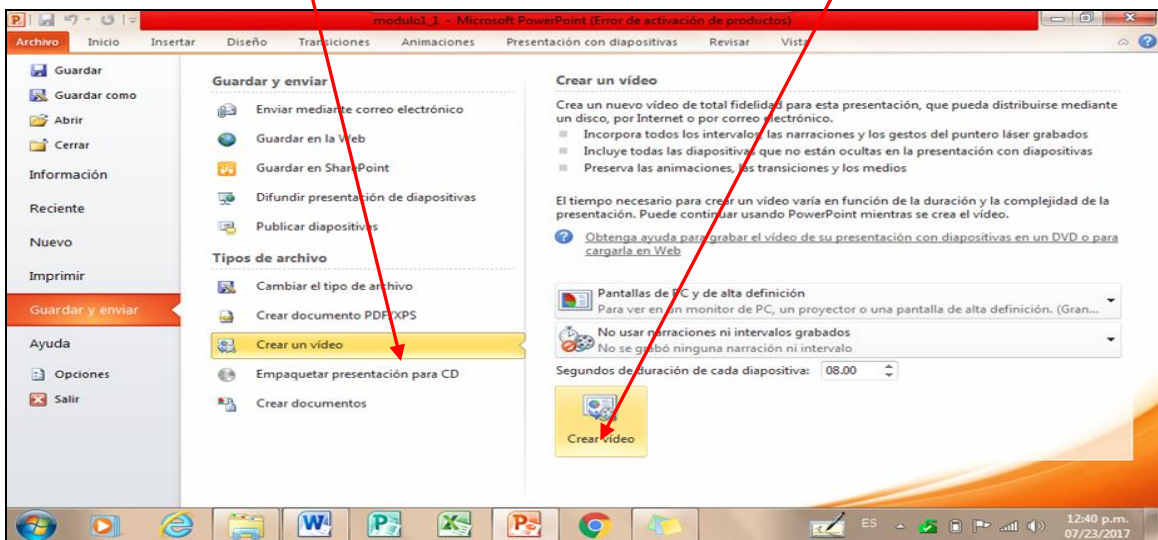 modulo1_1 - Microsoft PowerPoint (Error de activación de productos)
Archivo Inicio Insertar Diseño Transiciones Animaciones Presentación con diapositivas Revisar Vista
Guardar
Guardar como
Abrir
Cerrar
Información
Reciente
Nuevo
Imprimir
Guardar y enviar
Ayuda
Opciones
Salir
Guardar y enviar
Enviar mediante correo electrónico
Guardar en la Web
Guardar en SharePoint
Difundir presentación de diapositivas
Publicar diapositivas
Tipos de archivo
Cambiar el tipo de archivo
Crear documento PDF/XPS
Crear un vídeo
Empaquetar presentación para CD
Crear documentos
Crear un vídeo
Crea un nuevo vídeo de total fidelidad para esta presentación, que pueda distribuirse mediante
un disco, por Internet o por correo electrónico.
Incorpora todos los intervalos, las narraciones y los gestos del puntero láser grabados
Incluye todas las diapositivas que no están ocultas en la presentación con diapositivas
Preserva las animaciones, las transiciones y los medios
El tiempo necesario para crear un vídeo varía en función de la duración y la complejidad de la
presentación. Puede continuar usando PowerPoint mientras se crea el vídeo.
Obtenga ayuda para grabar el vídeo de su presentación con diapositivas en un DVD o para
cargarla en Web
Pantallas de PC y de alta definición
Para ver en un monitor de PC, un proyector o una pantalla de alta definición. (Gran...
No usar narraciones ni intervalos grabados
No se grabó ninguna narración ni intervalo
Segundos de duración de cada diapositiva: 08.00
Crear vídeo
ES
12:40 p.m.
07/23/2017